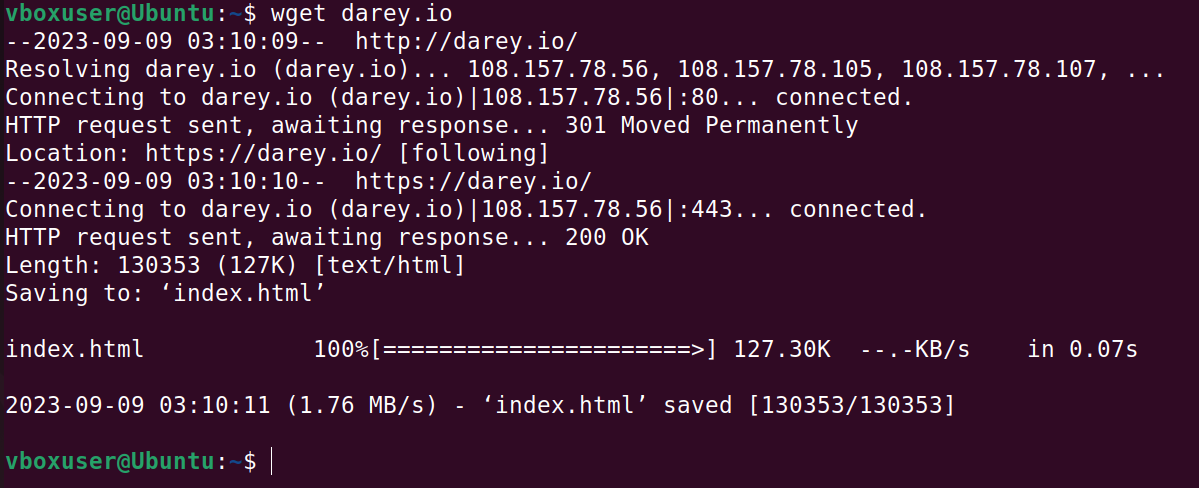 vboxuser@Ubuntu:~$ wget darey.io
--2023-09-09 03:10:09--  http://darey.io/
Resolving darey.io (darey.io)... 108.157.78.56, 108.157.78.105, 108.157.78.107, ...
Connecting to darey.io (darey.io)|108.157.78.56|:80... connected.
HTTP request sent, awaiting response... 301 Moved Permanently
Location: https://darey.io/ [following]
--2023-09-09 03:10:10--  https://darey.io/
Connecting to darey.io (darey.io)|108.157.78.56|:443... connected.
HTTP request sent, awaiting response... 200 OK
Length: 130353 (127K) [text/html]
Saving to: ‘index.html’
index.html            100%[======================>] 127.30K  --.-KB/s    in 0.07s
2023-09-09 03:10:11 (1.76 MB/s) - ‘index.html’ saved [130353/130353]
vboxuser@Ubuntu:~$